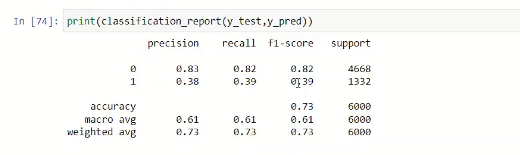 In [74]: print(classification_report(y_test,y_pred))
precision recall f1-score support
0 0.83 0.82 0.82 4668
1 0.38 0.39 0.39 1332
accuracy 0.73 6000
macro avg 0.61 0.61 0.61 6000
weighted avg 0.73 0.73 0.73 6000